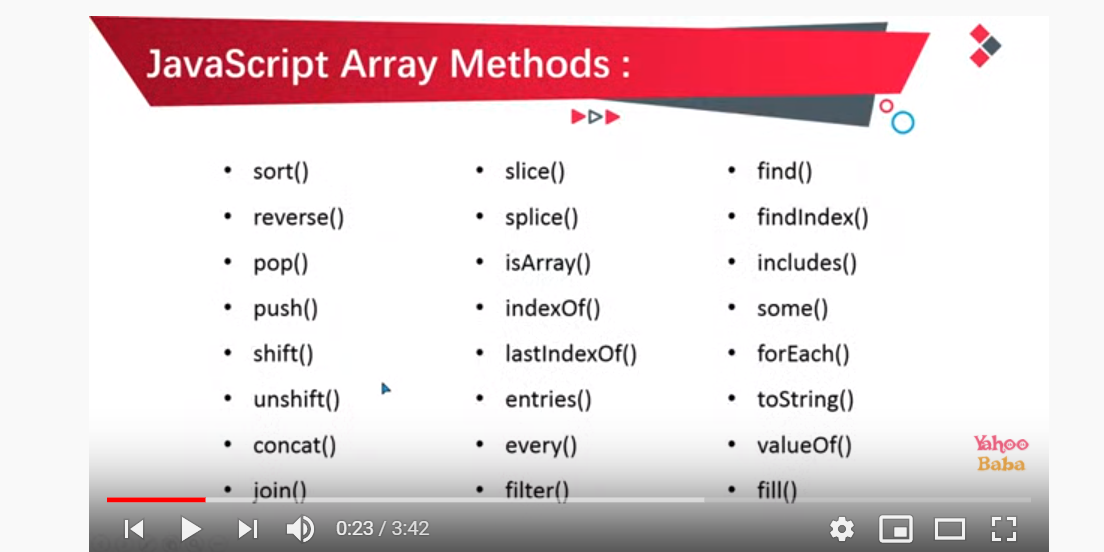 JavaScript Array Methods :
• sort()
• reverse()
• pop()
• push()
• shift()
• unshift()
• concat()
• join()
• slice()
• splice()
• isArray()
• indexOf()
• lastIndexOf()
• entries()
• every()
• filter()
• find()
• findIndex()
• includes()
• some()
• forEach()
• toString()
• valueOf()
• fill()
Yahoo
Baba
0:23 / 3:42